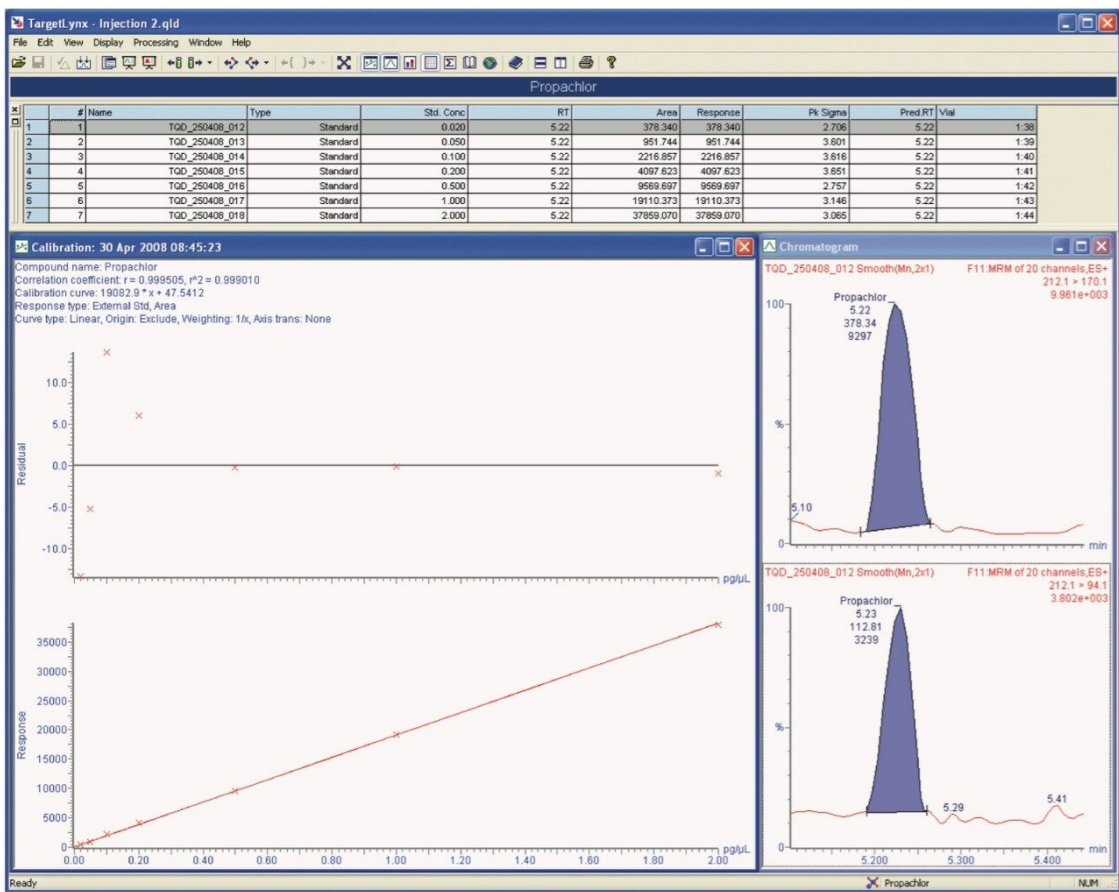 TargetLynx - Injection 2.qld
File Edit View Display Processing Window Help
Propachlor
# Name Type Std. Conc RT Area Response Pk Sigma Pred.RT Vial
1 1 TQD_250408_012 Standard 0.020 5.22 378.340 378.340 2.706 5.22 1:38
2 2 TQD_250408_013 Standard 0.050 5.22 951.744 951.744 3.601 5.22 1:39
3 3 TQD_250408_014 Standard 0.100 5.22 2216.857 2216.857 3.616 5.22 1:40
4 4 TQD_250408_015 Standard 0.200 5.22 4097.623 4097.623 3.651 5.22 1:41
5 5 TQD_250408_016 Standard 0.500 5.22 9569.697 9569.697 2.757 5.22 1:42
6 6 TQD_250408_017 Standard 1.000 5.22 19110.373 19110.373 3.146 5.22 1:43
7 7 TQD_250408_018 Standard 2.000 5.22 37859.070 37859.070 3.065 5.22 1:44
Calibration: 30 Apr 2008 08:45:23
Compound name: Propachlor
Correlation coefficient: r = 0.999505, r^2 = 0.999010
Calibration curve: 19082.9 * x + 47.5412
Response type: External Std, Area
Curve type: Linear, Origin: Exclude, Weighting: 1/x, Axis trans: None
10.0
5.0
0.0
-5.0
-10.0
Residual
pg/µL
35000
30000
25000
20000
15000
10000
5000
0
Response
0.00 0.20 0.40 0.60 0.80 1.00 1.20 1.40 1.60 1.80 2.00
pg/µL
Chromatogram
TQD_250408_012 Smooth(Mn,2x1) F11:MRM of 20 channels,ES+
212.1 > 170.1
9.961e+003
100
%
0
Propachlor
5.22
378.34
9297
5.10
min
TQD_250408_012 Smooth(Mn,2x1) F11:MRM of 20 channels,ES+
212.1 > 94.1
3.802e+003
100
%
0
Propachlor
5.23
112.81
3239
5.29
5.41
min
5.200 5.300 5.400
Ready Propachlor NUM